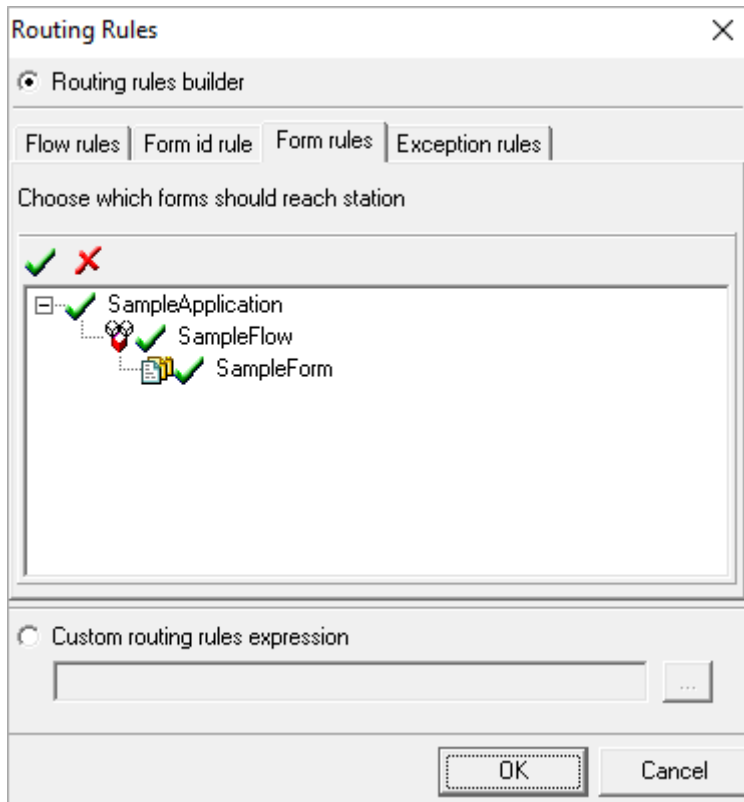 Routing Rules
Routing rules builder
Flow rules Form id rule Form rules Exception rules
Choose which forms should reach station
SampleApplication
SampleFlow
SampleForm
Custom routing rules expression
...
OK Cancel